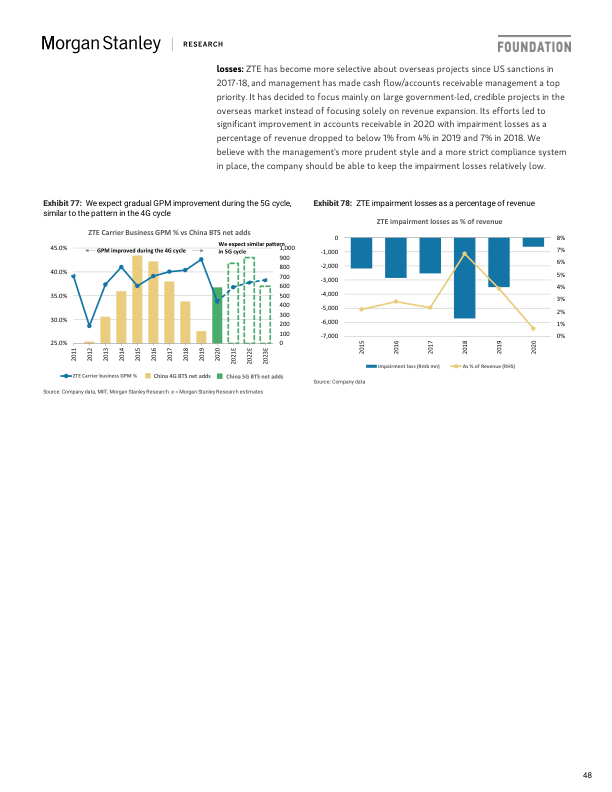 Morgan Stanley | RESEARCH
FOUNDATION
losses: ZTE has become more selective about overseas projects since US sanctions in
2017-18, and management has made cash flow/accounts receivable management a top
priority. It has decided to focus mainly on large government-led, credible projects in the
overseas market instead of focusing solely on revenue expansion. Its efforts led to
significant improvement in accounts receivable in 2020 with impairment losses as a
percentage of revenue dropped to below 1% from 4% in 2019 and 7% in 2018. We
believe with the management's more prudent style and a more strict compliance system
in place, the company should be able to keep the impairment losses relatively low.
Exhibit 77: We expect gradual GPM improvement during the 5G cycle,
similar to the pattern in the 4G cycle
ZTE Carrier Business GPM % vs China BTS net adds
We expect similar pattern
in 5G cycle
GPM improved during the 4G cycle
45.0%
40.0%
35.0%
30.0%
25.0%
1,000
900
800
700
600
500
400
300
200
100
0
2011
2012
2013
2014
2015
2016
2017
2018
2019
2020
2021E
2022E
2023E
ZTE Carrier business GPM %
China 4G BTS net adds
China 5G BTS net adds
Source: Company data, MIIT, Morgan Stanley Research. e = Morgan Stanley Research estimates
Exhibit 78: ZTE impairment losses as a percentage of revenue
ZTE impairment losses as % of revenue
0
-1,000
-2,000
-3,000
-4,000
-5,000
-6,000
-7,000
8%
7%
6%
5%
4%
3%
2%
1%
0%
2015
2016
2017
2018
2019
2020
Impairment loss (Rmb mn)
As % of Revenue (RHS)
Source: Company data
48